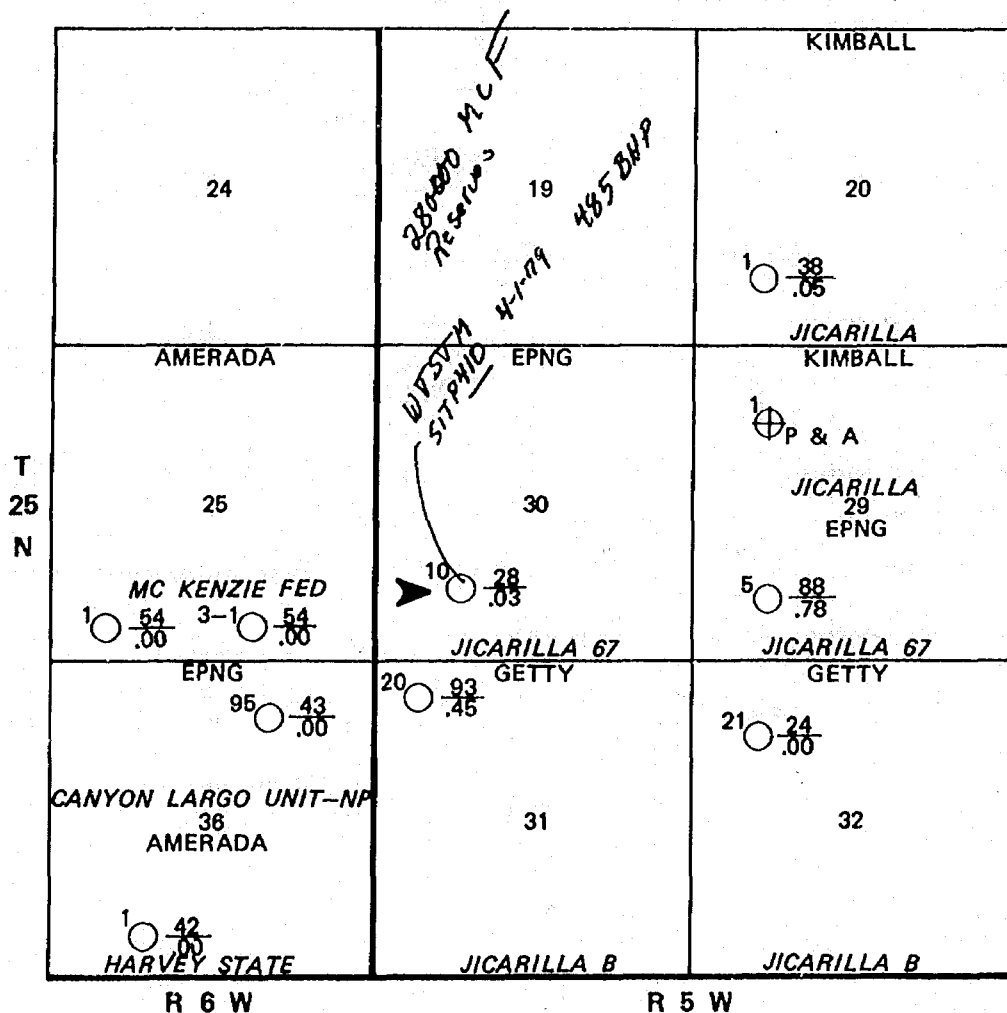 KIMBALL
24
19
20
280000 MCF
Reserves
485 BHP
4-1-79
1 38
.05
JICARILLA
AMERADA
EPNG
KIMBALL
SITP 410
1
P & A
T
25
N
25
30
JICARILLA
29
EPNG
MC KENZIE FED
1 54
.00
3-1 54
.00
10 28
.03
5 88
.78
JICARILLA 67
JICARILLA 67
EPNG
GETTY
GETTY
95 43
.00
20 93
.45
21 24
.00
CANYON LARGO UNIT-NP
36
AMERADA
31
32
1 42
.00
HARVEY STATE
JICARILLA B
JICARILLA B
R 6 W
R 5 W